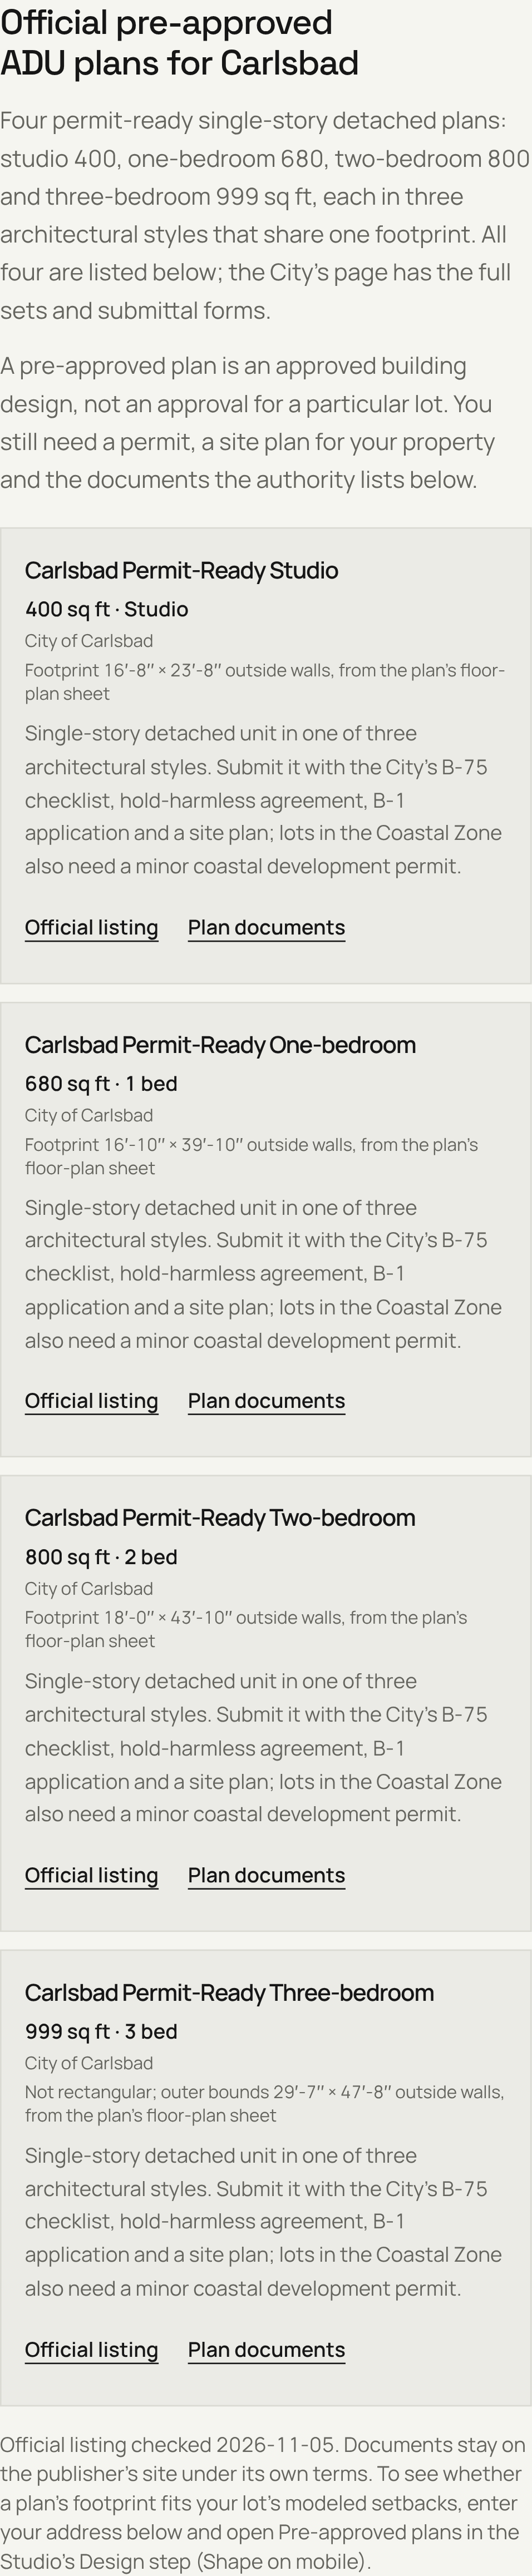 Official pre-approved
ADU plans for Carlsbad
Four permit-ready single-story detached plans:
studio 400, one-bedroom 680, two-bedroom 800
and three-bedroom 999 sq ft, each in three
architectural styles that share one footprint. All
four are listed below; the City’s page has the full
sets and submittal forms.
A pre-approved plan is an approved building
design, not an approval for a particular lot. You
still need a permit, a site plan for your property
and the documents the authority lists below.
Carlsbad Permit-Ready Studio
400 sq ft · Studio
City of Carlsbad
Footprint 16′-8″ × 23′-8″ outside walls, from the plan’s floor-
plan sheet
Single-story detached unit in one of three
architectural styles. Submit it with the City’s B-75
checklist, hold-harmless agreement, B-1
application and a site plan; lots in the Coastal Zone
also need a minor coastal development permit.
Official listing Plan documents
Carlsbad Permit-Ready One-bedroom
680 sq ft · 1 bed
City of Carlsbad
Footprint 16′-10″ × 39′-10″ outside walls, from the plan’s
floor-plan sheet
Single-story detached unit in one of three
architectural styles. Submit it with the City’s B-75
checklist, hold-harmless agreement, B-1
application and a site plan; lots in the Coastal Zone
also need a minor coastal development permit.
Official listing Plan documents
Carlsbad Permit-Ready Two-bedroom
800 sq ft · 2 bed
City of Carlsbad
Footprint 18′-0″ × 43′-10″ outside walls, from the plan’s
floor-plan sheet
Single-story detached unit in one of three
architectural styles. Submit it with the City’s B-75
checklist, hold-harmless agreement, B-1
application and a site plan; lots in the Coastal Zone
also need a minor coastal development permit.
Official listing Plan documents
Carlsbad Permit-Ready Three-bedroom
999 sq ft · 3 bed
City of Carlsbad
Not rectangular; outer bounds 29′-7″ × 47′-8″ outside walls,
from the plan’s floor-plan sheet
Single-story detached unit in one of three
architectural styles. Submit it with the City’s B-75
checklist, hold-harmless agreement, B-1
application and a site plan; lots in the Coastal Zone
also need a minor coastal development permit.
Official listing Plan documents
Official listing checked 2026-11-05. Documents stay on
the publisher’s site under its own terms. To see whether
a plan’s footprint fits your lot’s modeled setbacks, enter
your address below and open Pre-approved plans in the
Studio’s Design step (Shape on mobile).